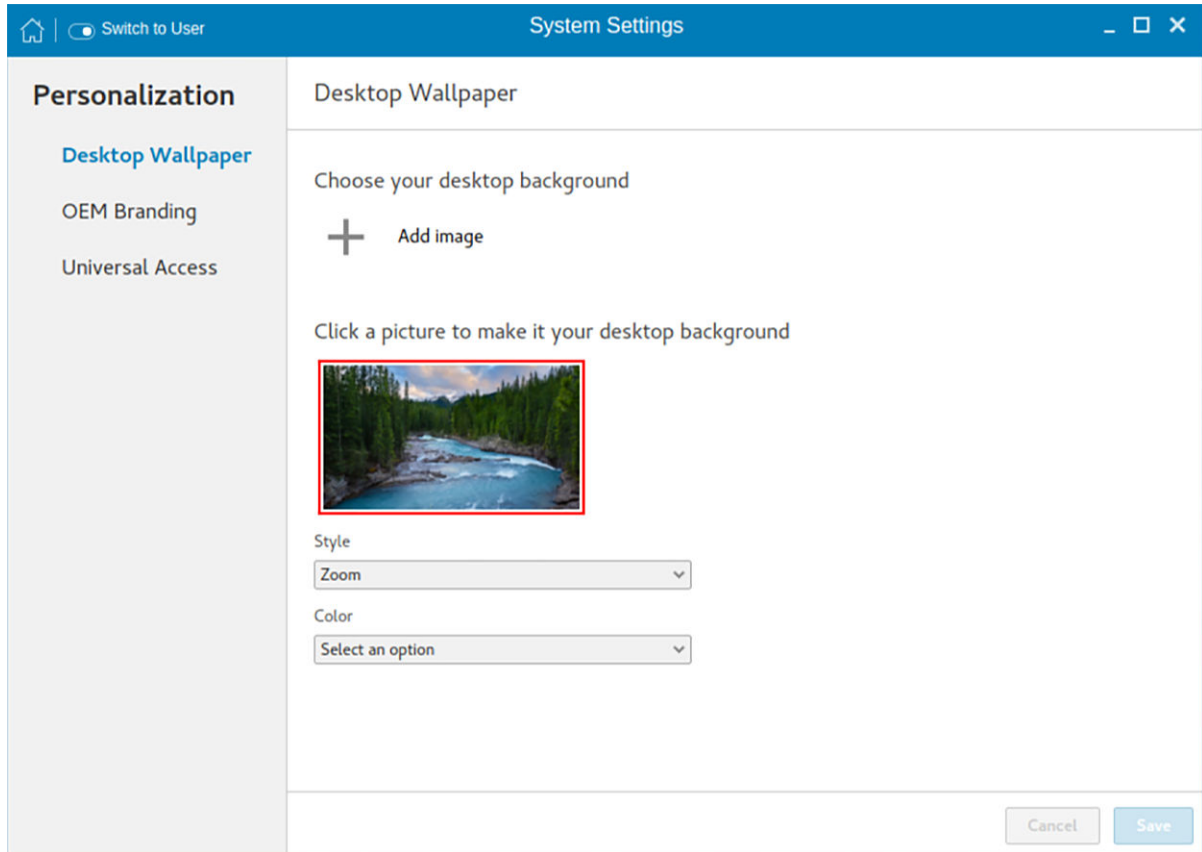 Switch to User
System Settings
Personalization
Desktop Wallpaper
OEM Branding
Universal Access
Desktop Wallpaper
Choose your desktop background
Add image
Click a picture to make it your desktop background
Style
Zoom
Color
Select an option
Cancel
Save